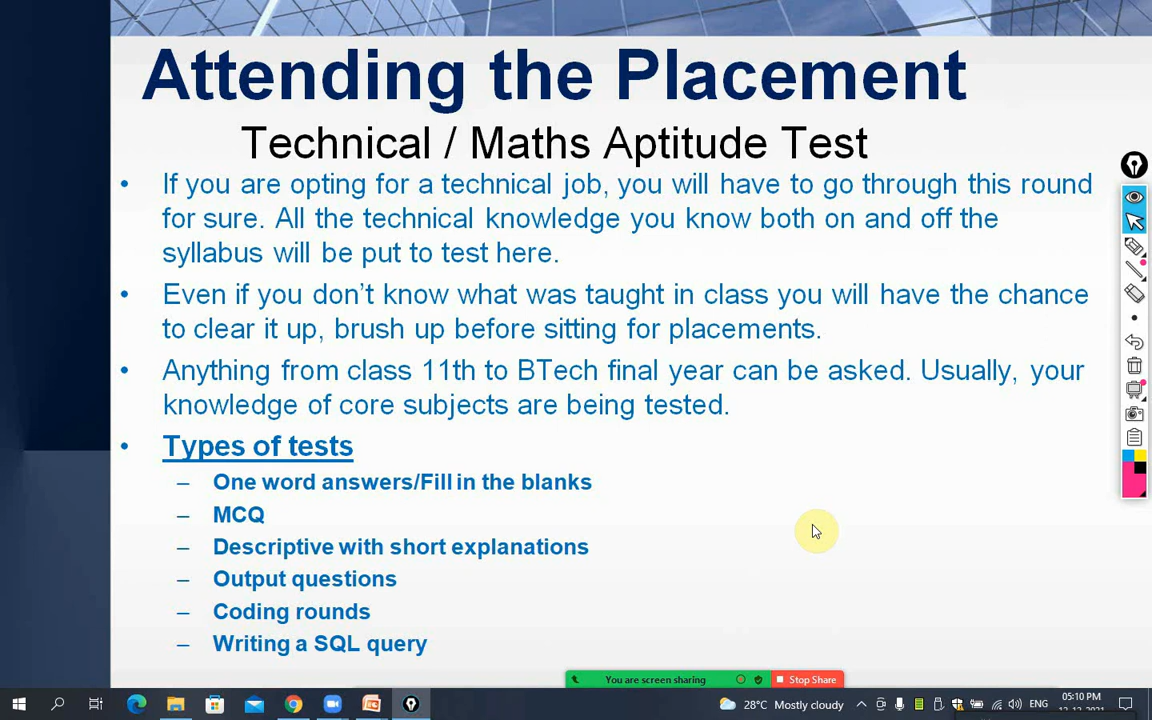 Attending the Placement
Technical / Maths Aptitude Test
• If you are opting for a technical job, you will have to go through this round
for sure. All the technical knowledge you know both on and off the
syllabus will be put to test here.
• Even if you don't know what was taught in class you will have the chance
to clear it up, brush up before sitting for placements.
• Anything from class 11th to BTech final year can be asked. Usually, your
knowledge of core subjects are being tested.
• Types of tests
– One word answers/Fill in the blanks
– MCQ
– Descriptive with short explanations
– Output questions
– Coding rounds
– Writing a SQL query
You are screen sharing Stop Share
28°C Mostly cloudy ENG 05:10 PM